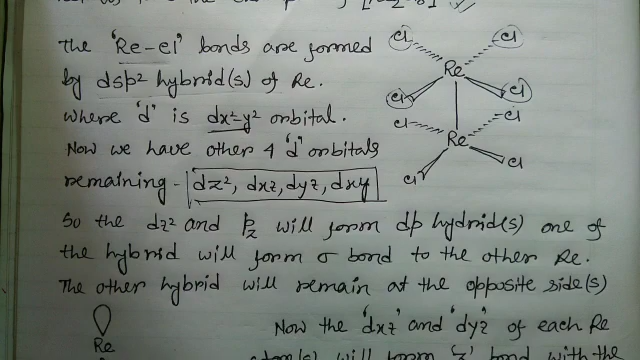 the 'Re-Cl' bonds are formed
by dsp² hybrid(s) of Re.
where 'd' is dx²-y² orbital.
Now we have other 4 'd' orbitals
remaining - dz², dxz, dyz, dxy
So the dz² and pz will form dp hydrid(s) one of
the hybrid will form σ bond to the other Re.
The other hybrid will remain at the opposite side(s)
Now the 'dxz' and 'dyz' of each Re
Cl Cl
Re
Cl Cl
Cl Cl
Re
Cl Cl
Re